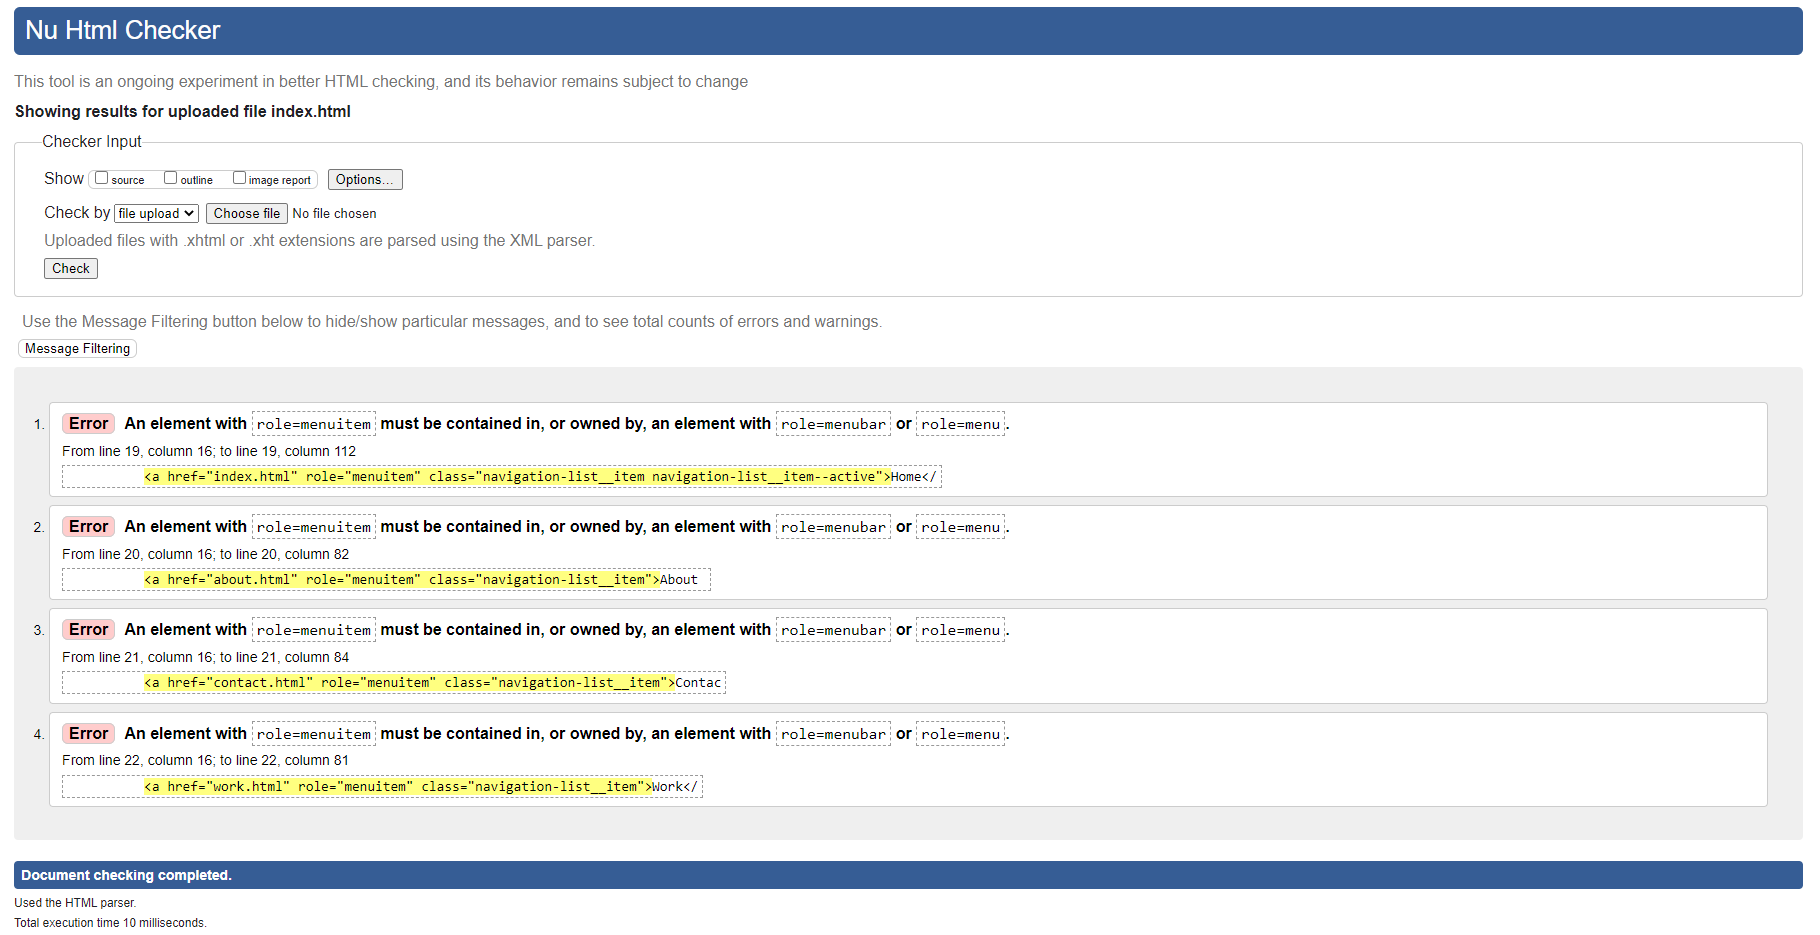 Nu Html Checker
This tool is an ongoing experiment in better HTML checking, and its behavior remains subject to change
Showing results for uploaded file index.html
Checker Input
Show source outline image report Options...
Check by file upload Choose file No file chosen
Uploaded files with .xhtml or .xht extensions are parsed using the XML parser.
Check
Use the Message Filtering button below to hide/show particular messages, and to see total counts of errors and warnings.
Message Filtering
1. Error An element with role=menuitem must be contained in, or owned by, an element with role=menubar or role=menu.
From line 19, column 16; to line 19, column 112
<a href="index.html" role="menuitem" class="navigation-list__item navigation-list__item--active">Home</
2. Error An element with role=menuitem must be contained in, or owned by, an element with role=menubar or role=menu.
From line 20, column 16; to line 20, column 82
<a href="about.html" role="menuitem" class="navigation-list__item">About
3. Error An element with role=menuitem must be contained in, or owned by, an element with role=menubar or role=menu.
From line 21, column 16; to line 21, column 84
<a href="contact.html" role="menuitem" class="navigation-list__item">Contac
4. Error An element with role=menuitem must be contained in, or owned by, an element with role=menubar or role=menu.
From line 22, column 16; to line 22, column 81
<a href="work.html" role="menuitem" class="navigation-list__item">Work</
Document checking completed.
Used the HTML parser.
Total execution time 10 milliseconds.